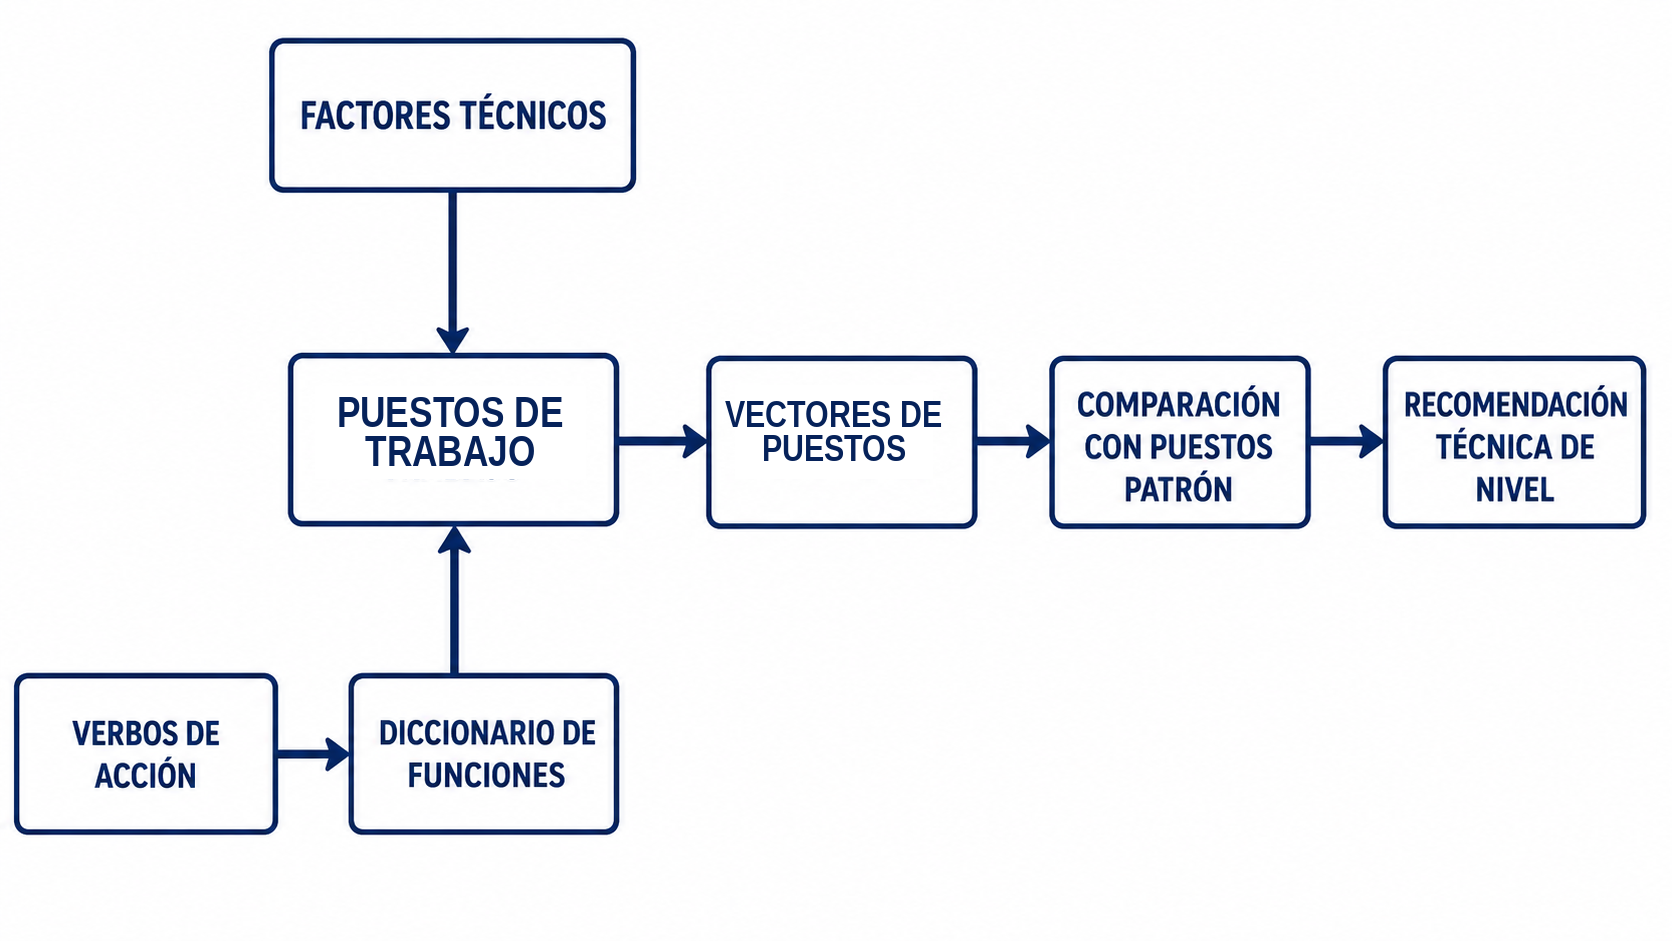 FACTORES TÉCNICOS
PUESTOS DE
TRABAJO
VECTORES DE
PUESTOS
COMPARACIÓN
CON PUESTOS
PATRÓN
RECOMENDACIÓN
TÉCNICA DE
NIVEL
VERBOS DE
ACCIÓN
DICCIONARIO DE
FUNCIONES